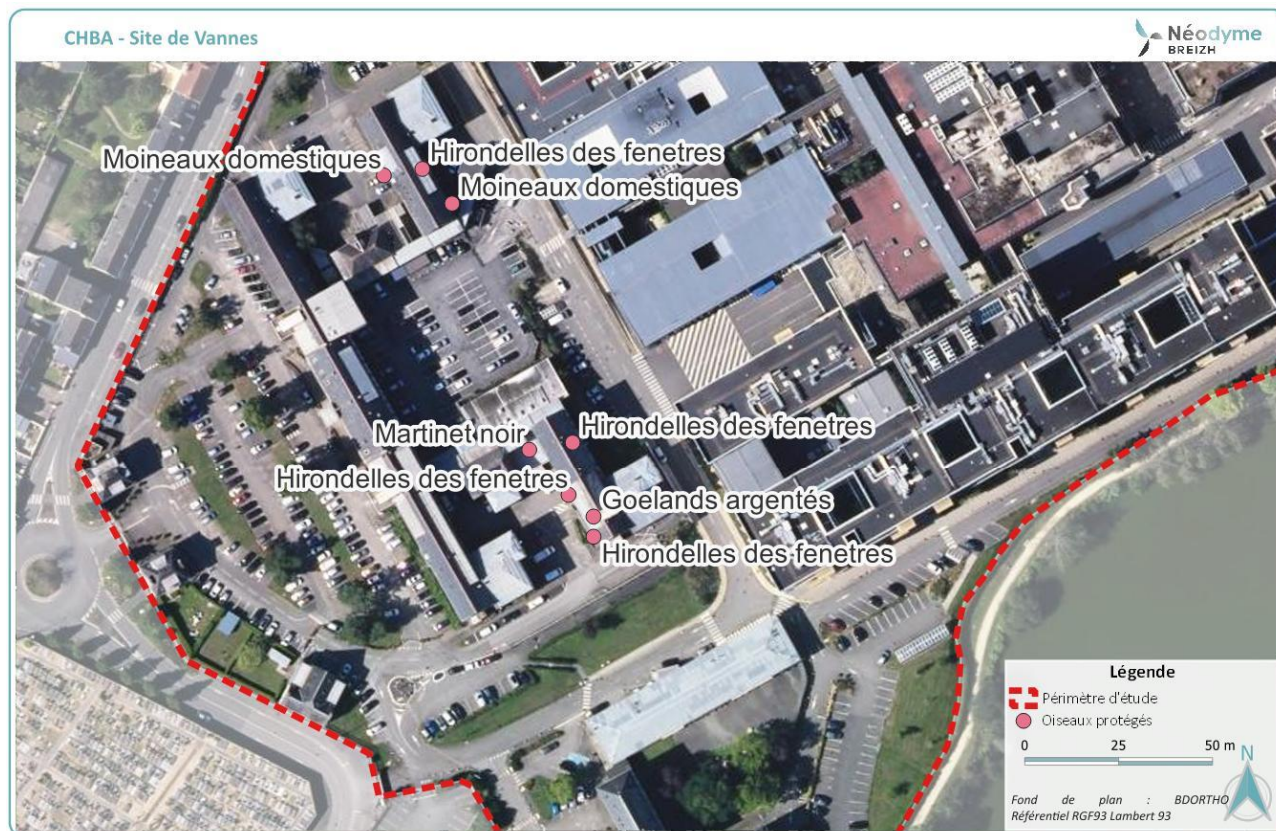 CHBA - Site de Vannes
Néodyme
BREIZH
Moineaux domestiques
Hirondelles des fenetres
Moineaux domestiques
Martinet noir
Hirondelles des fenetres
Hirondelles des fenetres
Goelands argentés
Hirondelles des fenetres
Légende
Périmètre d'étude
Oiseaux protégés
0 25 50 m
N
Fond de plan : BDORTHO
Référentiel RGF93 Lambert 93